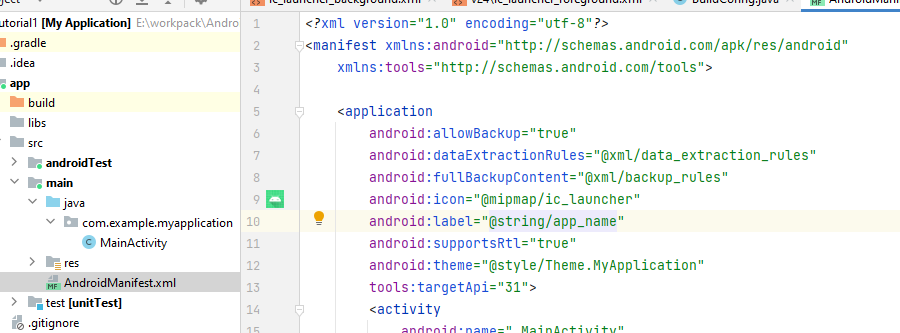 ic_launcher_background.xml
ic_launcher_foreground.xml
BuildConfig.java
utorial1 [My Application] E:\workpack\Andro
.gradle
.idea
app
build
libs
src
androidTest
main
java
com.example.myapplication
MainActivity
res
AndroidManifest.xml
test [unitTest]
.gitignore
1 <?xml version="1.0" encoding="utf-8"?>
2 <manifest xmlns:android="http://schemas.android.com/apk/res/android"
3 xmlns:tools="http://schemas.android.com/tools">
4
5 <application
6 android:allowBackup="true"
7 android:dataExtractionRules="@xml/data_extraction_rules"
8 android:fullBackupContent="@xml/backup_rules"
9 android:icon="@mipmap/ic_launcher"
10 android:label="@string/app_name"
11 android:supportsRtl="true"
12 android:theme="@style/Theme.MyApplication"
13 tools:targetApi="31">
14 <activity
android:name=".MainActivity"